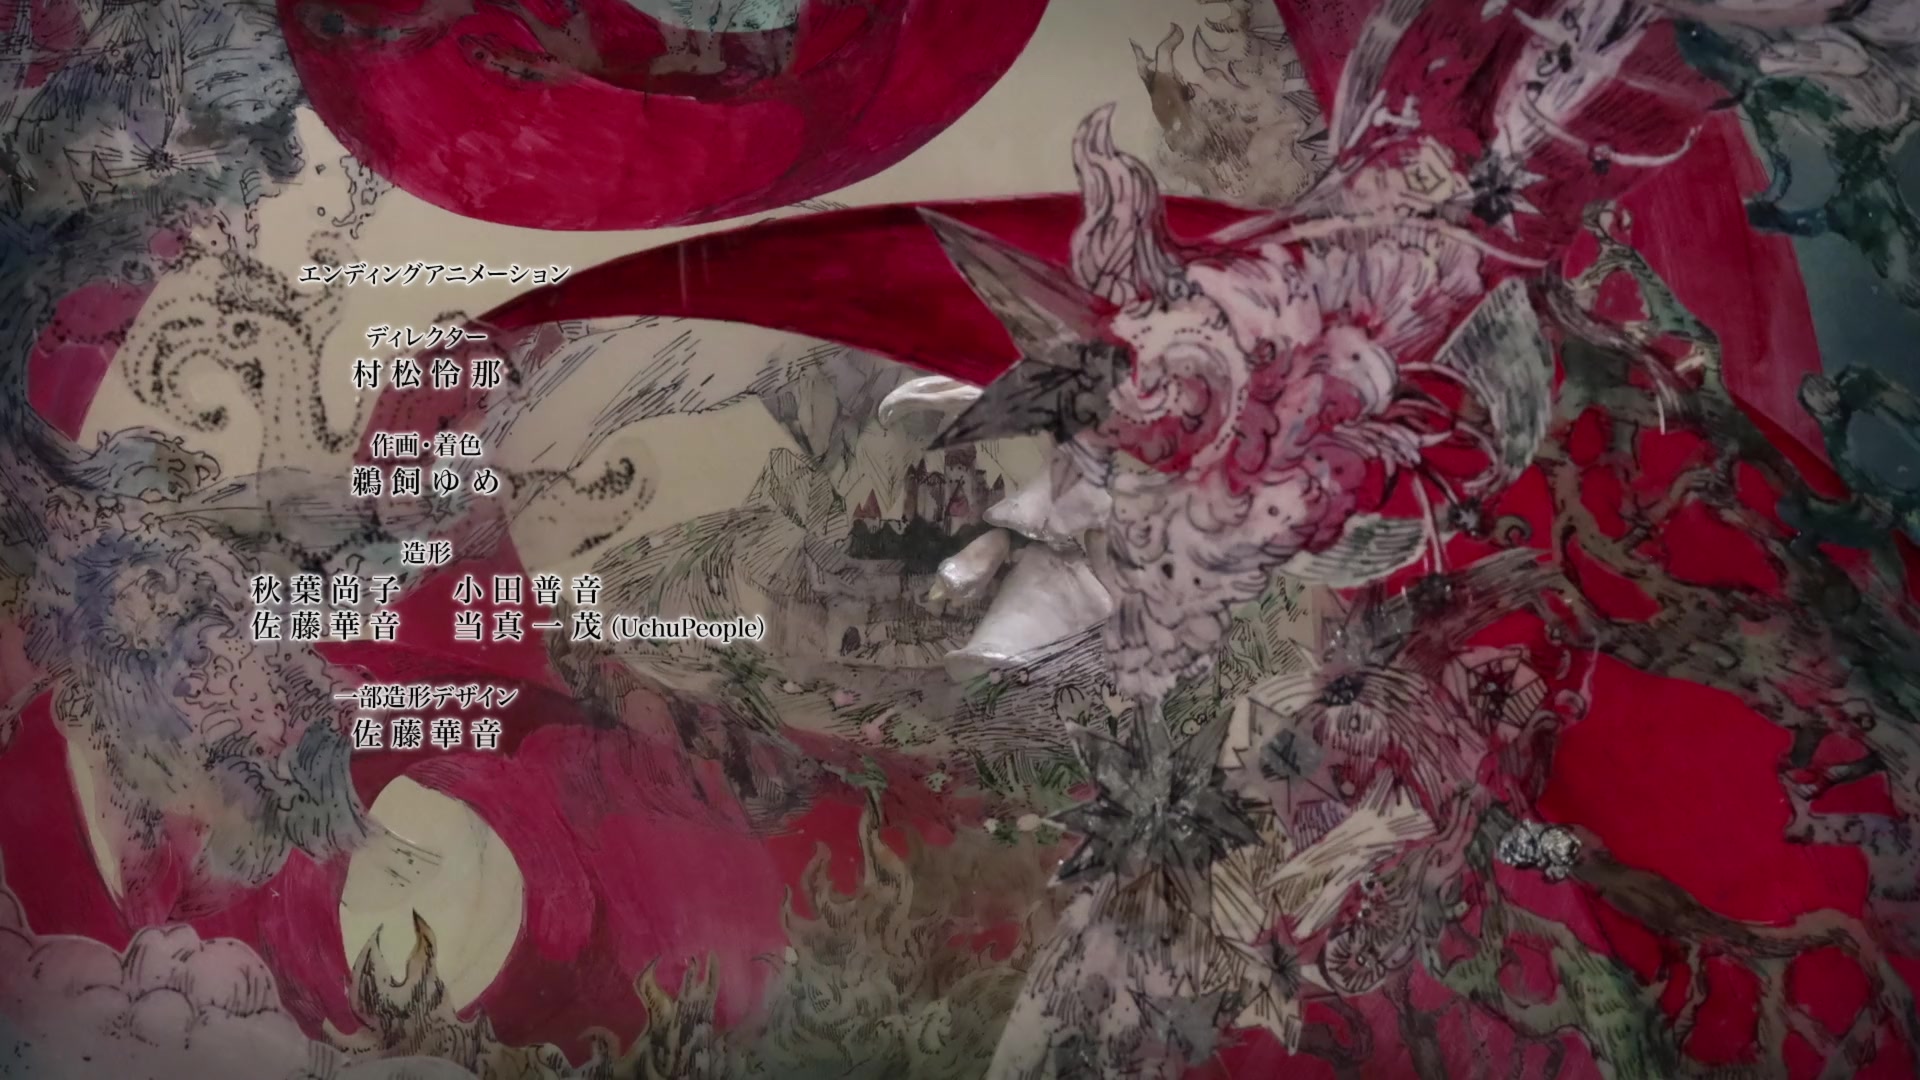 エンディングアニメーション
ディレクター
村松怜那
作画・着色
鵜飼ゆめ
造形
秋葉尚子 小田普音
佐藤華音 当真一茂(UchuPeople)
一部造形デザイン
佐藤華音